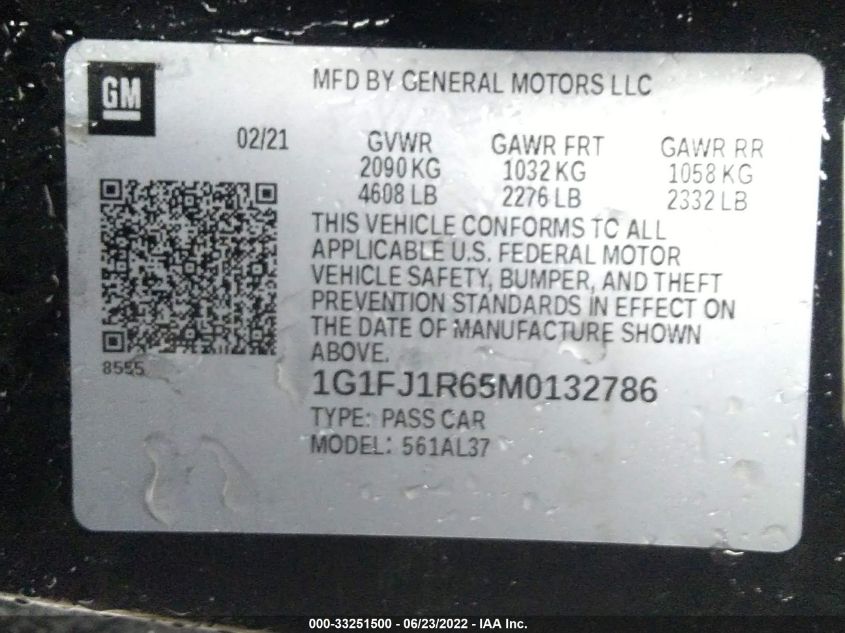 GM
MFD BY GENERAL MOTORS LLC
02/21 GVWR GAWR FRT GAWR RR
2090 KG 1032 KG 1058 KG
4608 LB 2276 LB 2332 LB
THIS VEHICLE CONFORMS TO ALL
APPLICABLE U.S. FEDERAL MOTOR
VEHICLE SAFETY, BUMPER, AND THEFT
PREVENTION STANDARDS IN EFFECT ON
THE DATE OF MANUFACTURE SHOWN
ABOVE.
8555
1G1FJ1R65M0132786
TYPE: PASS CAR
MODEL: 561AL37
000-33251500 - 06/23/2022 - IAA Inc.